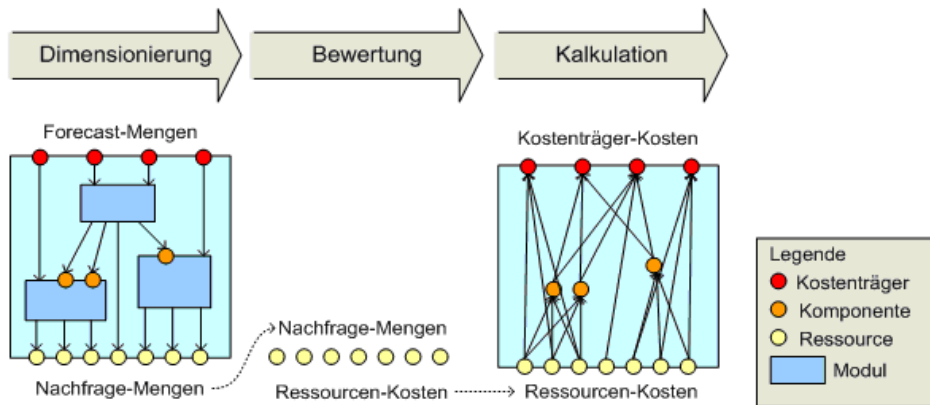 Dimensionierung
Bewertung
Kalkulation
Forecast-Mengen
Nachfrage-Mengen
Nachfrage-Mengen
Ressourcen-Kosten
Kostenträger-Kosten
Ressourcen-Kosten
Legende
Kostenträger
Komponente
Ressource
Modul